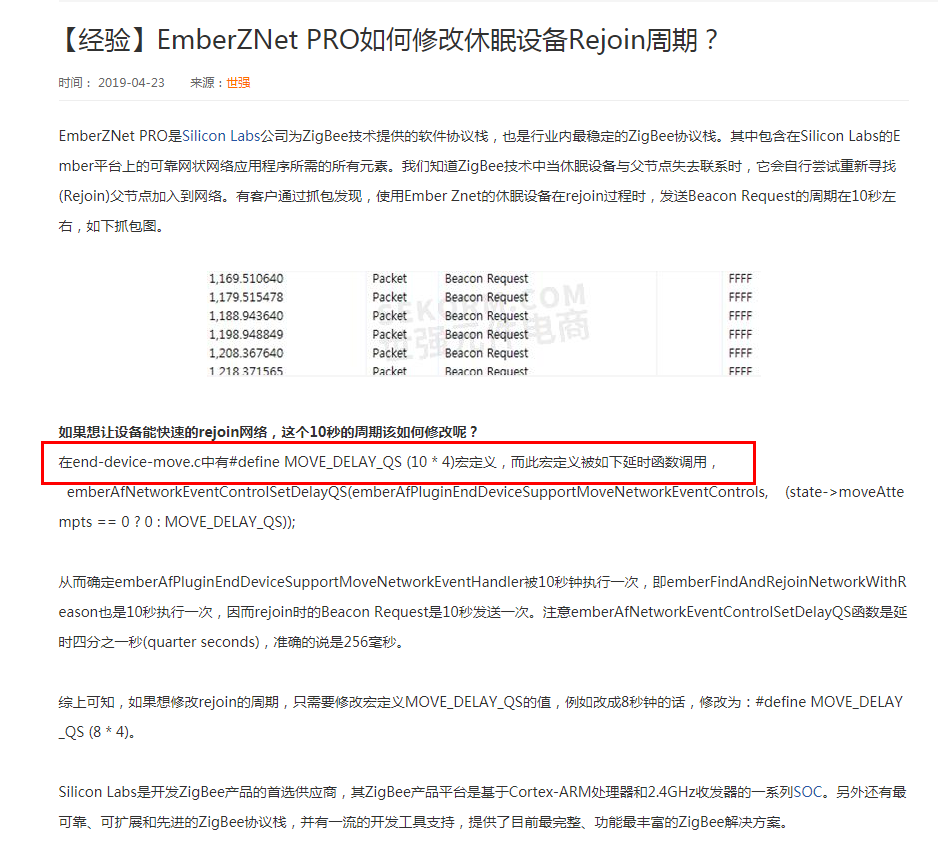 【经验】EmberZNet PRO如何修改休眠设备Rejoin周期？
时间： 2019-04-23 来源：世强
EmberZNet PRO是Silicon Labs公司为ZigBee技术提供的软件协议栈，也是行业内最稳定的ZigBee协议栈。其中包含在Silicon Labs的E
mber平台上的可靠网状网络应用程序所需的所有元素。我们知道ZigBee技术中当休眠设备与父节点失去联系时，它会自行尝试重新寻找
(Rejoin)父节点加入到网络。有客户通过抓包发现，使用Ember Znet的休眠设备在rejoin过程时，发送Beacon Request的周期在10秒左
右，如下抓包图。
1,169.510640 Packet Beacon Request FFFF
1,179.515478 Packet Beacon Request FFFF
1,188.943640 Packet Beacon Request FFFF
1,198.948849 Packet Beacon Request FFFF
1,208.367640 Packet Beacon Request FFFF
1,218.371565 Packet Beacon Request FFFF
SEKORM.COM
世强元件电商
如果想让设备能快速的rejoin网络，这个10秒的周期该如何修改呢？
在end-device-move.c中有#define MOVE_DELAY_QS (10 * 4)宏定义，而此宏定义被如下延时函数调用，
emberAfNetworkEventControlSetDelayQS(emberAfPluginEndDeviceSupportMoveNetworkEventControls, (state->moveAtte
mpts == 0 ? 0 : MOVE_DELAY_QS));
从而确定emberAfPluginEndDeviceSupportMoveNetworkEventHandler被10秒钟执行一次，即emberFindAndRejoinNetworkWithR
eason也是10秒执行一次，因而rejoin时的Beacon Request是10秒发送一次。注意emberAfNetworkEventControlSetDelayQS函数是延
时四分之一秒(quarter seconds)，准确的说是256毫秒。
综上可知，如果想修改rejoin的周期，只需要修改宏定义MOVE_DELAY_QS的值，例如改成8秒钟的话，修改为：#define MOVE_DELAY
_QS (8 * 4)。
Silicon Labs是开发ZigBee产品的首选供应商，其ZigBee产品平台是基于Cortex-ARM处理器和2.4GHz收发器的一系列SOC。另外还有最
可靠、可扩展和先进的ZigBee协议栈，并有一流的开发工具支持，提供了目前最完整、功能最丰富的ZigBee解决方案。